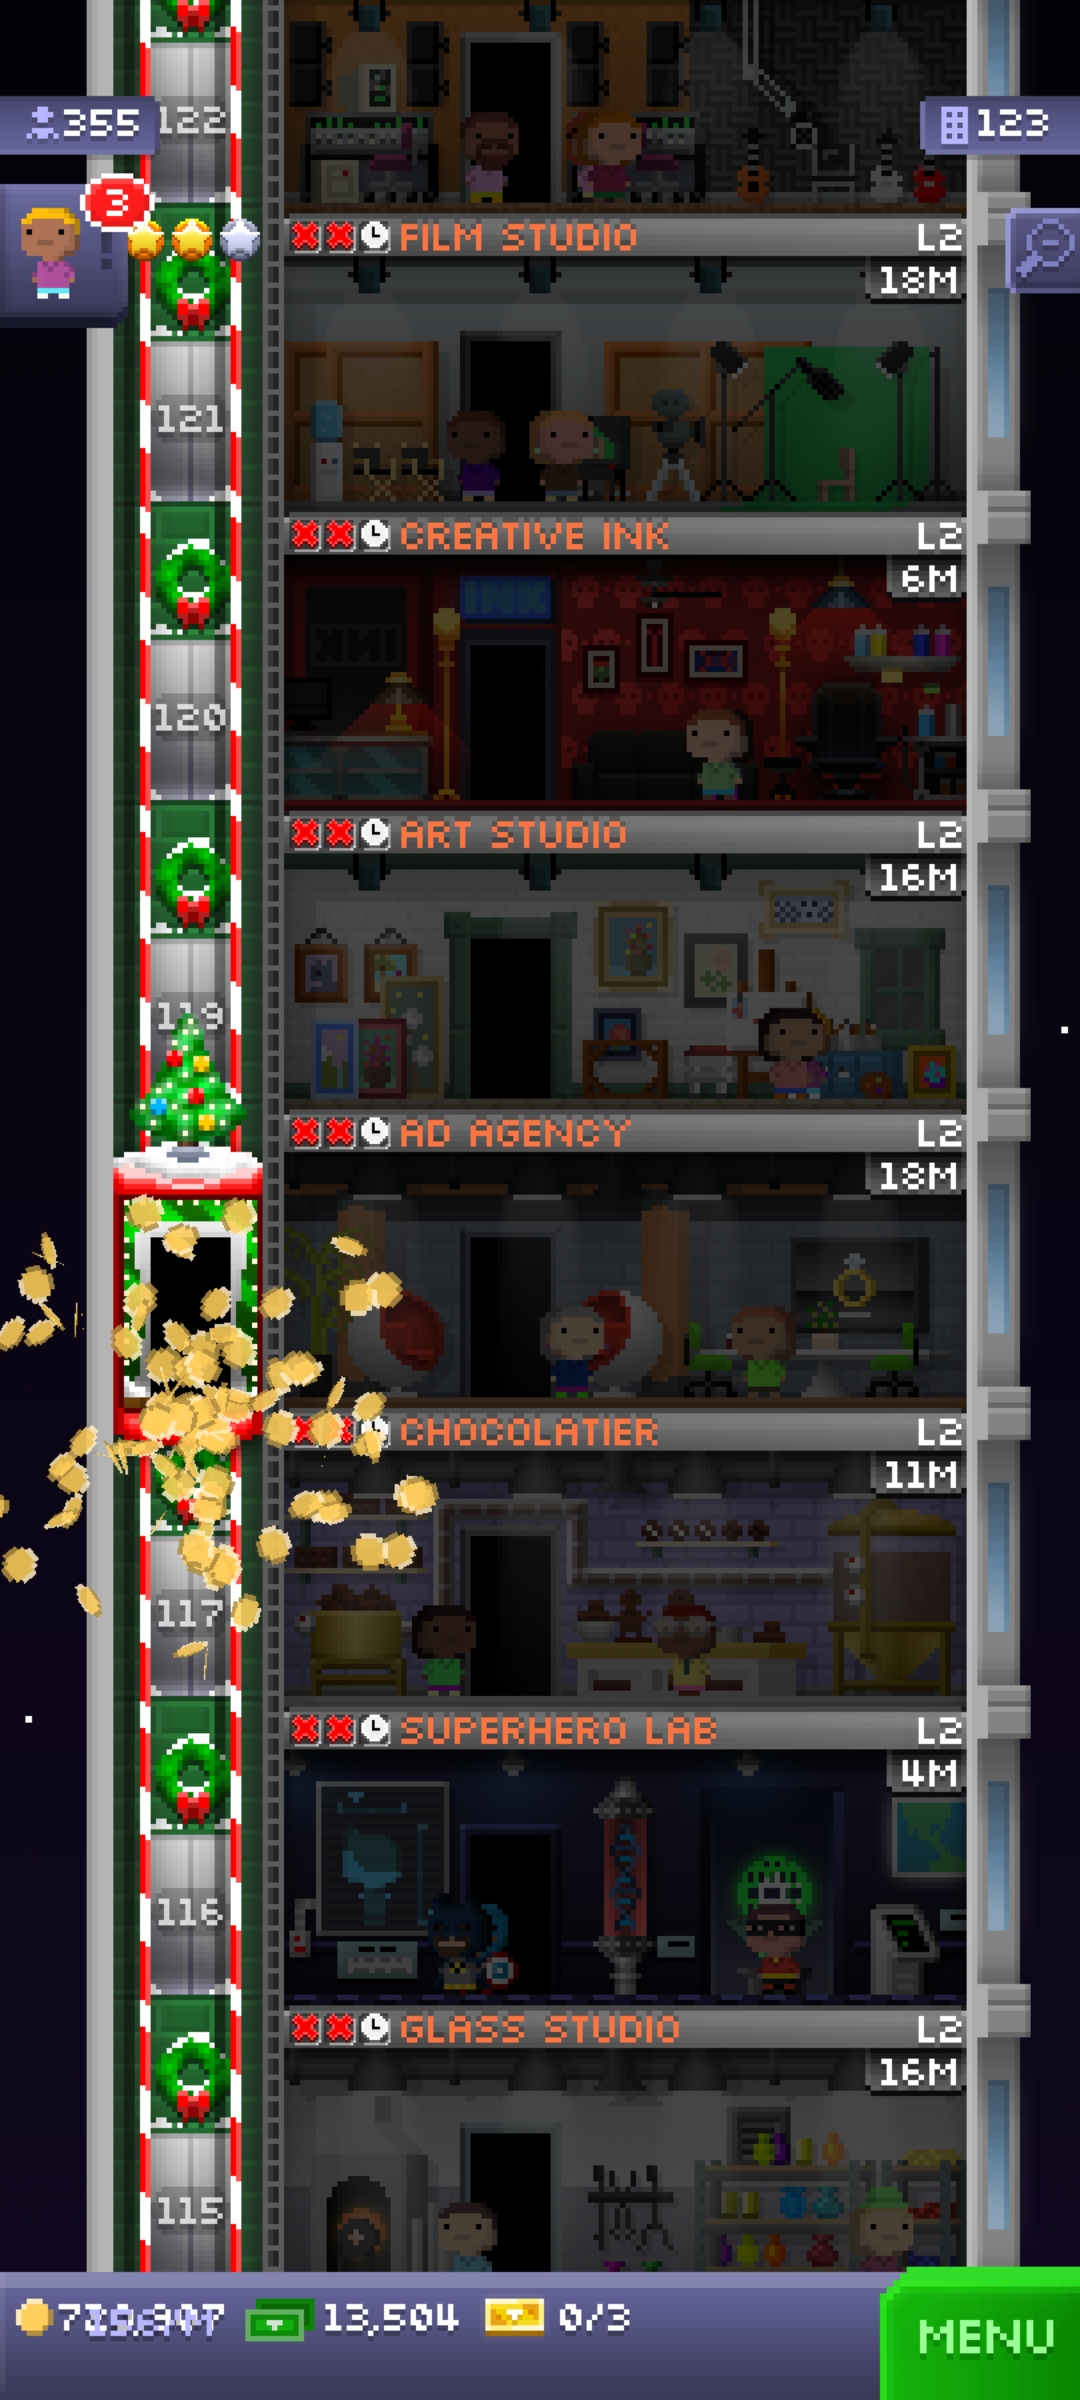 122
355
123
3
FILM STUDIO L2
18M
121
CREATIVE INK L2
6M
INK
120
ART STUDIO L2
16M
119
AD AGENCY L2
18M
CHOCOLATIER L2
11M
117
SUPERHERO LAB L2
4M
116
GLASS STUDIO L2
16M
115
13,504
0/3
MENU